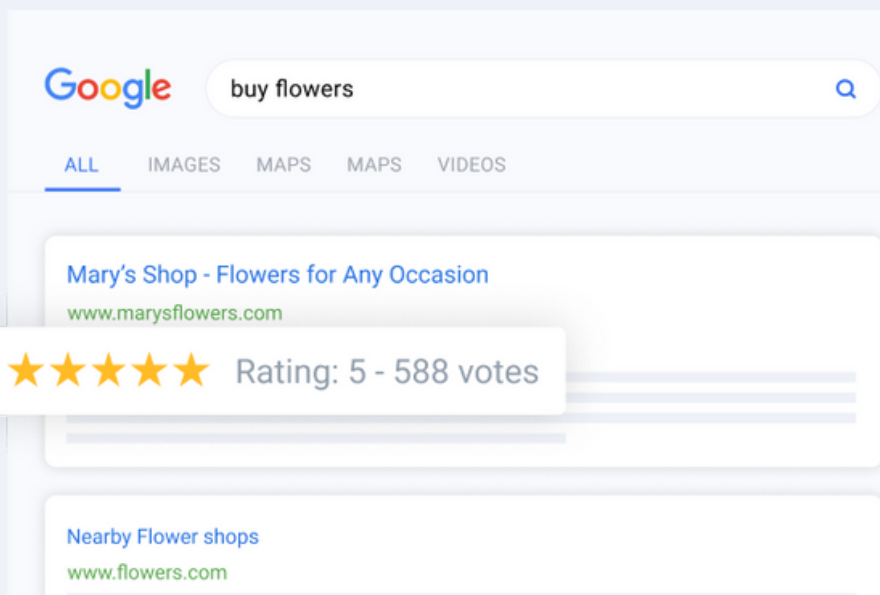 Google buy flowers
ALL IMAGES MAPS MAPS VIDEOS
Mary's Shop - Flowers for Any Occasion
www.marysflowers.com
Rating: 5 - 588 votes
Nearby Flower shops
www.flowers.com